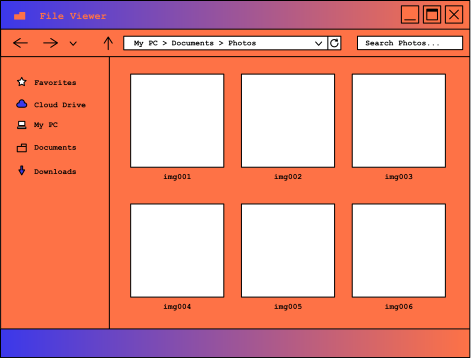 File Viewer
My PC > Documents > Photos
Search Photos...
Favorites
Cloud Drive
My PC
Documents
Downloads
img001
img002
img003
img004
img005
img006